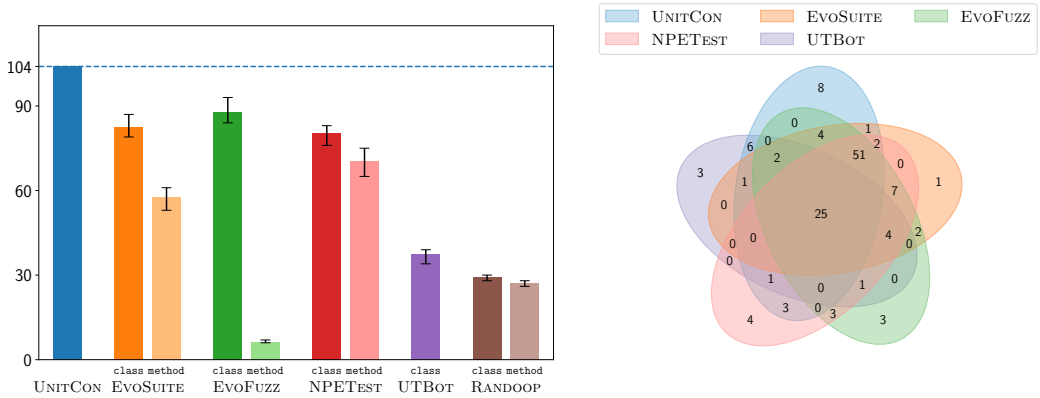 104
90
60
30
0
class method class method class method class class method
UNITCON EVOSUITE EVOFUZZ NPETEST UTBOT RANDOOP
UNITCON EVOSUITE EVOFUZZ
NPETEST UTBOT
8
0 4 1
6 0 2
2 51 0
3 1 7 1
0 25
0 0 4 0 2
0
1 0 1 0
3 0 3
4 3